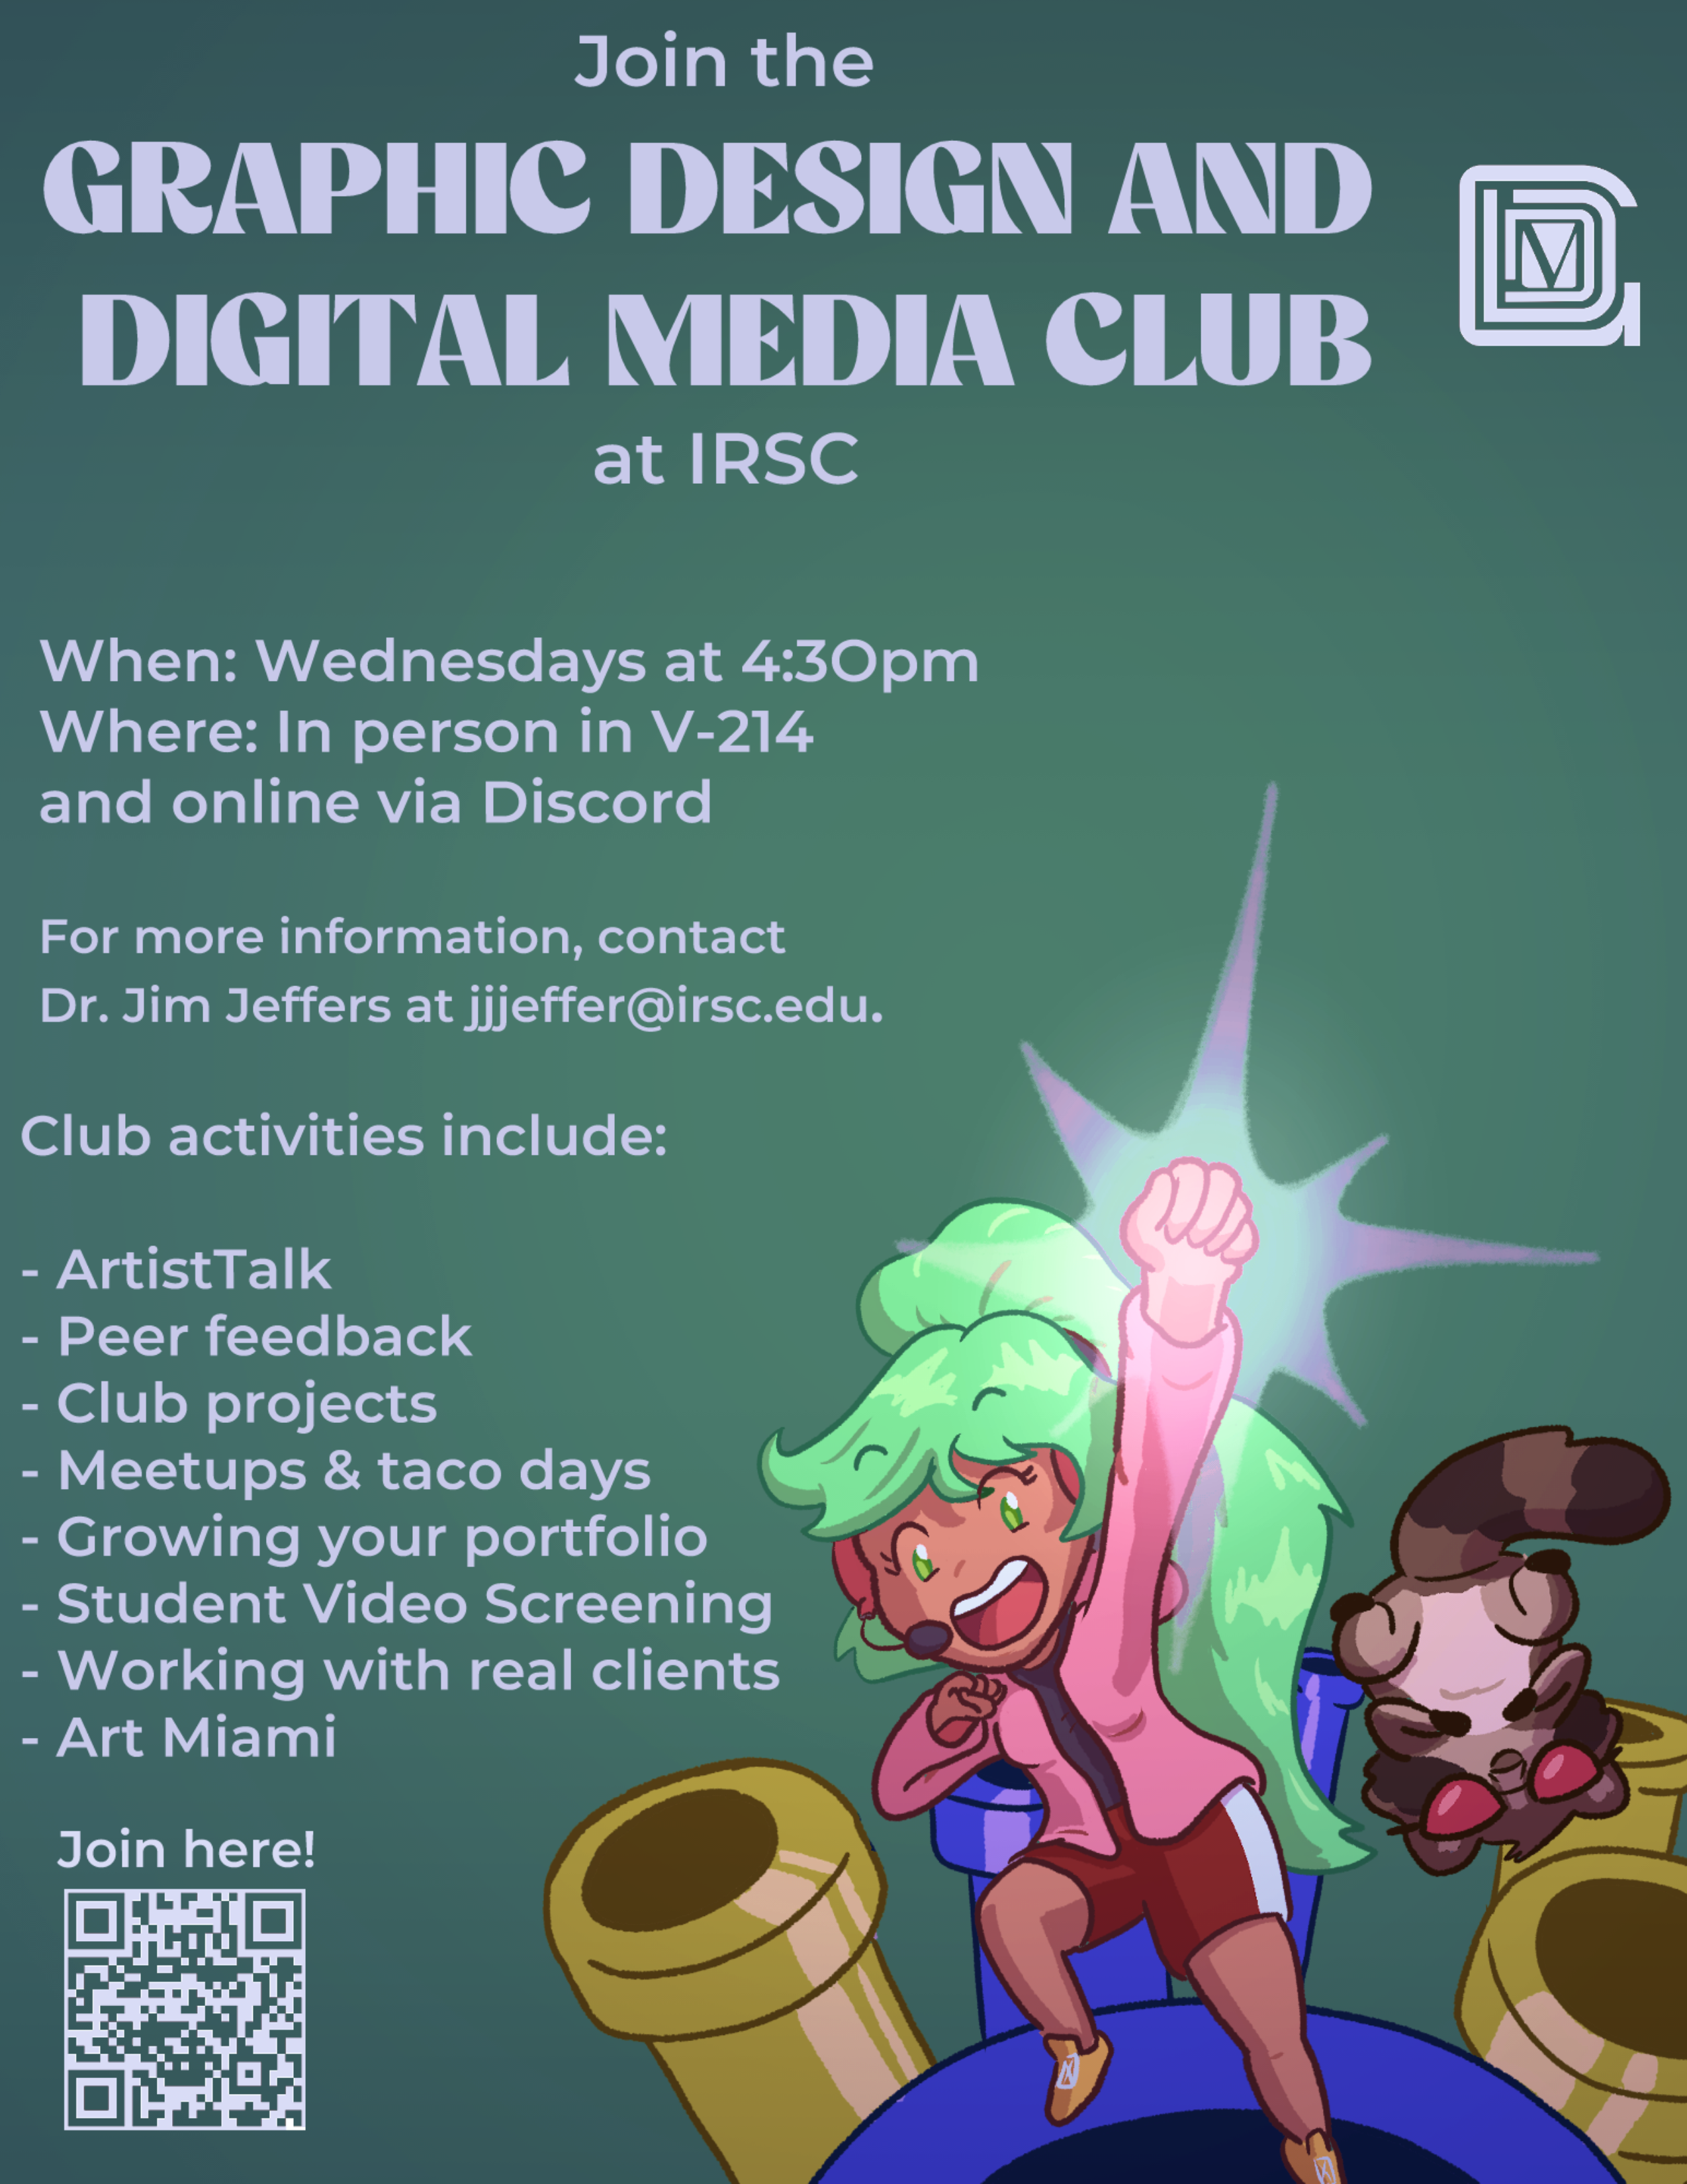 Join the
GRAPHIC DESIGN AND
DIGITAL MEDIA CLUB
at IRSC
When: Wednesdays at 4:30pm
Where: In person in V-214
and online via Discord
For more information, contact
Dr. Jim Jeffers at jjjeffer@irsc.edu.
Club activities include:
- ArtistTalk
- Peer feedback
- Club projects
- Meetups & taco days
- Growing your portfolio
- Student Video Screening
- Working with real clients
- Art Miami
Join here!